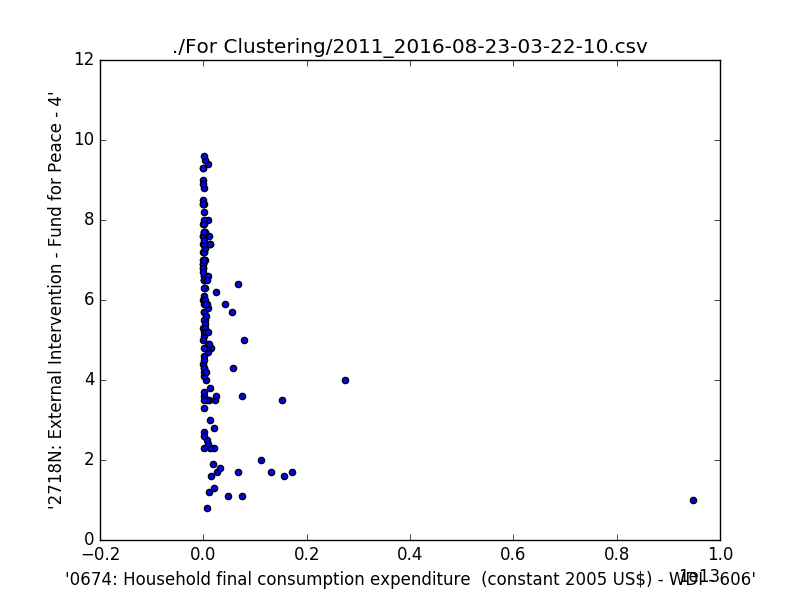 ./For Clustering/2011_2016-08-23-03-22-10.csv
'2718N: External Intervention - Fund for Peace - 4'
12
10
8
6
4
2
0
−0.2 0.0 0.2 0.4 0.6 0.8 1.0
1e13
'0674: Household final consumption expenditure (constant 2005 US$) - WDI - 606'